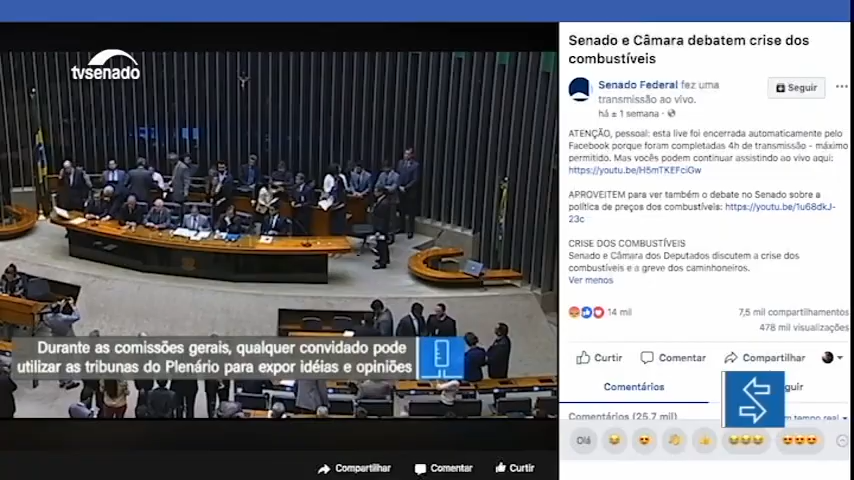 tvsenado
Durante as comissões gerais, qualquer convidado pode
utilizar as tribunas do Plenário para expor idéias e opiniões
Compartilhar
Comentar
Curtir
Senado e Câmara debatem crise dos
combustíveis
Senado Federal fez uma
transmissão ao vivo.
há ± 1 semana ·
Seguir
ATENÇÃO, pessoal: esta live foi encerrada automaticamente pelo
Facebook porque foram completadas 4h de transmissão - máximo
permitido. Mas vocês podem continuar assistindo ao vivo aqui:
https://youtu.be/H5mTKEFciGw
APROVEITEM para ver também o debate no Senado sobre a
política de preços dos combustíveis: https://youtu.be/1u68dkJ-
23c
CRISE DOS COMBUSTÍVEIS
Senado e Câmara dos Deputados discutem a crise dos
combustíveis e a greve dos caminhoneiros.
Ver menos
14 mil
7,5 mil compartilhamentos
478 mil visualizações
Curtir
Comentar
Compartilhar
Comentários
guir
Comentários (25,7 mil)
m tempo real
Olá